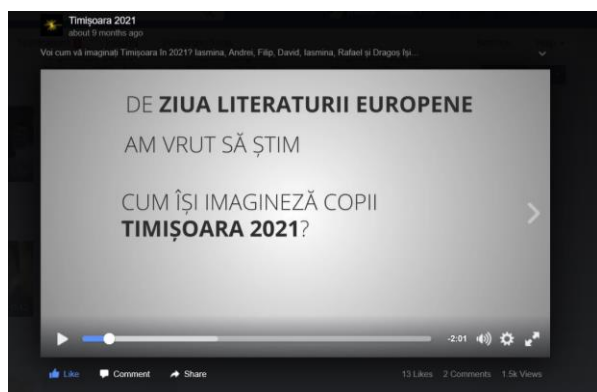 Timișoara 2021
about 9 months ago
Voi cum vă imaginați Timișoara în 2021? Iasmina, Andrei, Filip, David, Iasmina, Rafael și Dragoș își...
DE ZIUA LITERATURII EUROPENE
AM VRUT SĂ ȘTIM
CUM ÎȘI IMAGINEZĂ COPII
TIMIȘOARA 2021?
-2:01
Like Comment Share 13 Likes 2 Comments 1.5k Views